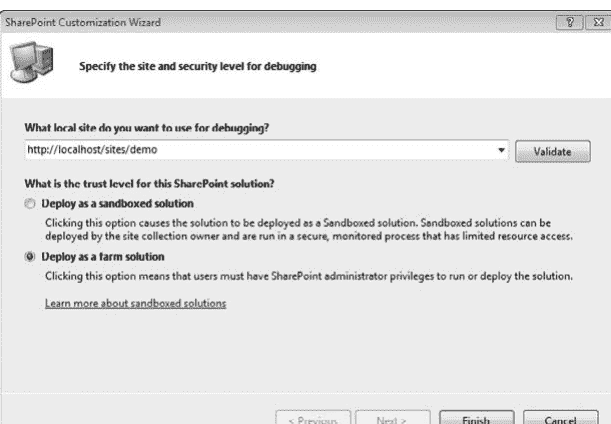 SharePoint Customization Wizard
Specify the site and security level for debugging
What local site do you want to use for debugging?
http://localhost/sites/demo
Validate
What is the trust level for this SharePoint solution?
Deploy as a sandboxed solution
Clicking this option causes the solution to be deployed as a Sandboxed solution. Sandboxed solutions can be
deployed by the site collection owner and are run in a secure, monitored process that has limited resource access.
Deploy as a farm solution
Clicking this option means that users must have SharePoint administrator privileges to run or deploy the solution.
Learn more about sandboxed solutions
< Previous Next > Finish Cancel